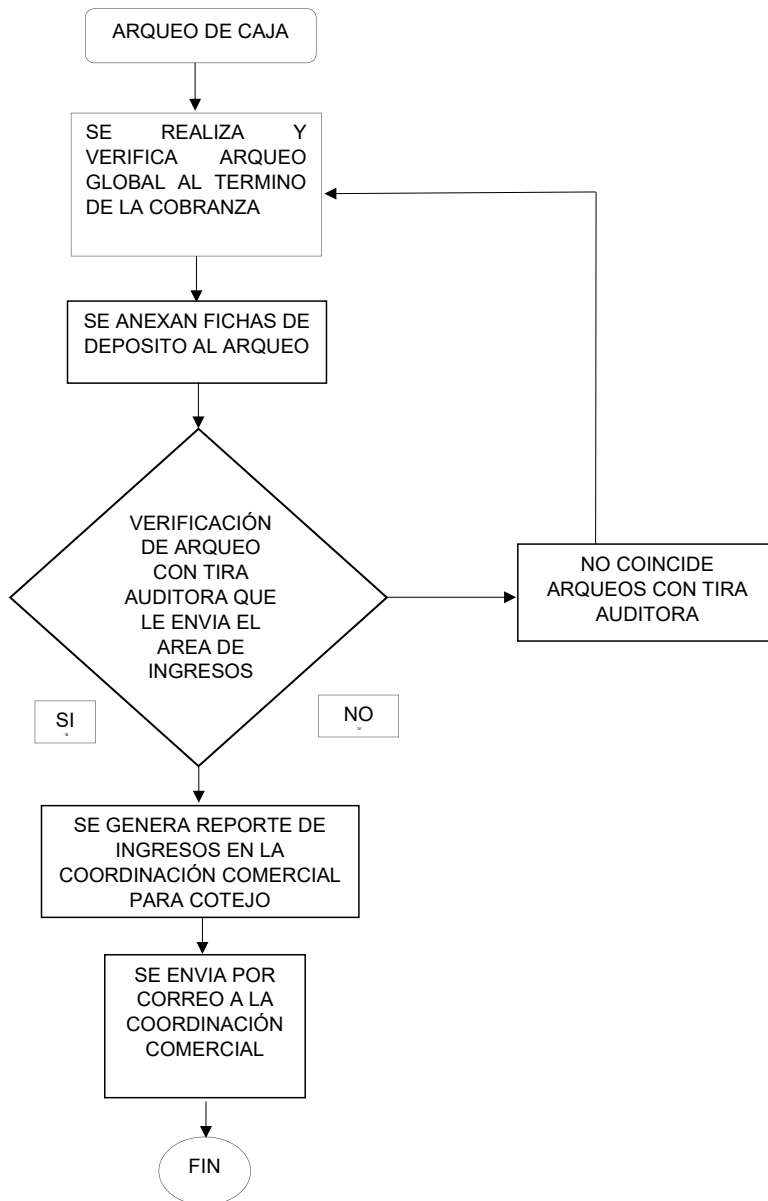 ARQUEO DE CAJA
SE REALIZA Y
VERIFICA ARQUEO
GLOBAL AL TERMINO
DE LA COBRANZA
SE ANEXAN FICHAS DE
DEPOSITO AL ARQUEO
VERIFICACIÓN
DE ARQUEO
CON TIRA
AUDITORA QUE
LE ENVIA EL
AREA DE
INGRESOS
NO COINCIDE
ARQUEOS CON TIRA
AUDITORA
SI
NO
SE GENERA REPORTE DE
INGRESOS EN LA
COORDINACIÓN COMERCIAL
PARA COTEJO
SE ENVIA POR
CORREO A LA
COORDINACIÓN
COMERCIAL
FIN